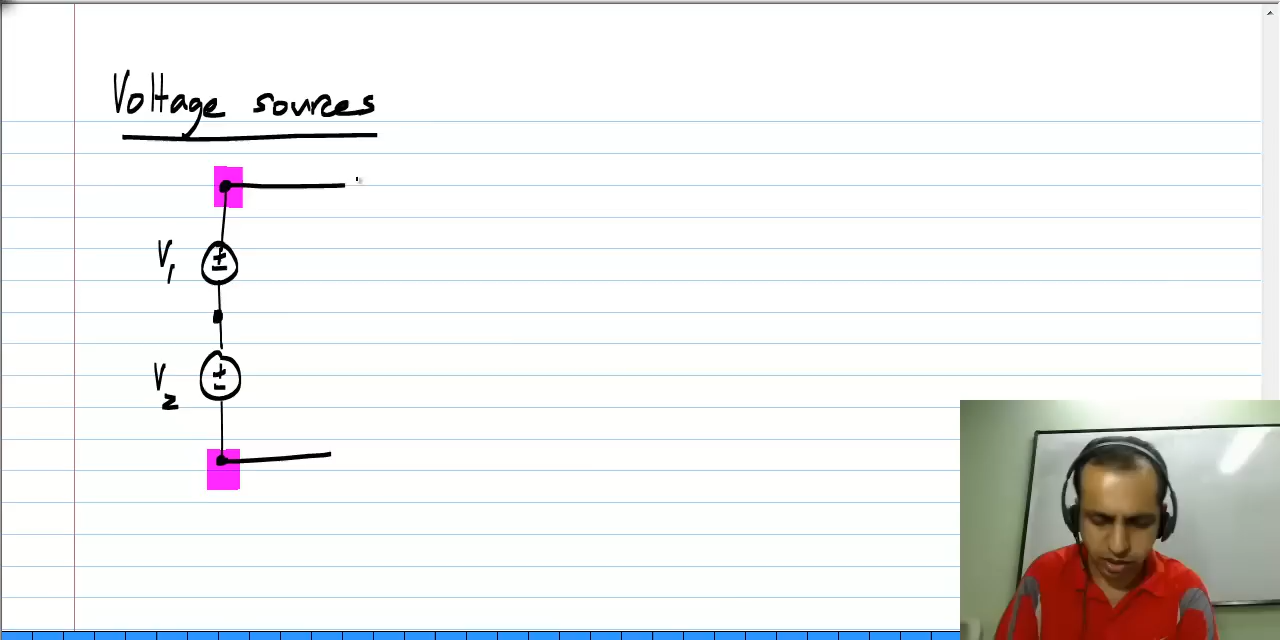 Voltage sources
V1
+
-
V2
+
-